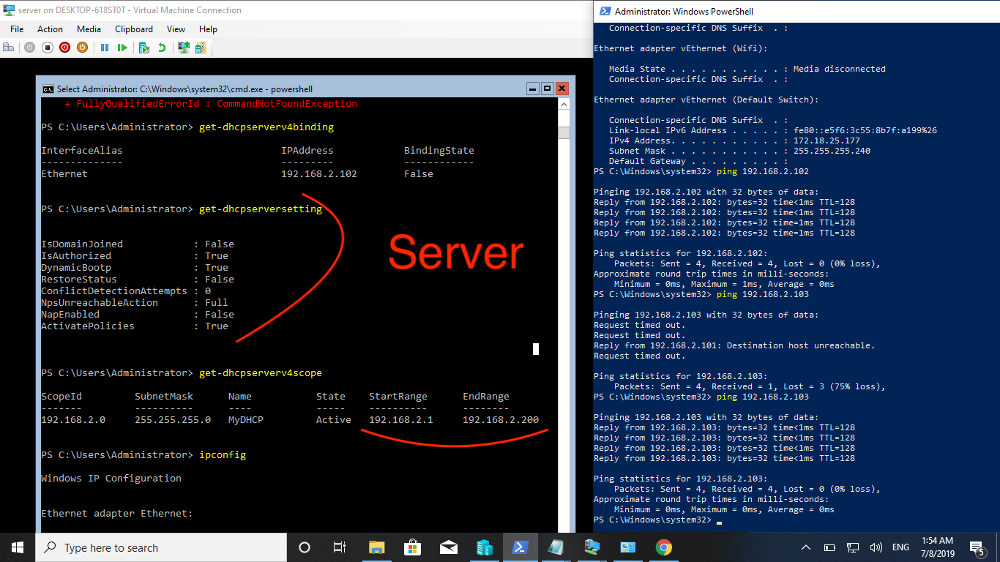 server on DESKTOP-618ST0T - Virtual Machine Connection
File Action Media Clipboard View Help
Select Administrator: C:\Windows\system32\cmd.exe - powershell
+ FullyQualifiedErrorId : CommandNotFoundException
PS C:\Users\Administrator> get-dhcpserverv4binding
InterfaceAlias IPAddress BindingState
-------------- --------- ------------
Ethernet 192.168.2.102 False
PS C:\Users\Administrator> get-dhcpserversetting
IsDomainJoined : False
IsAuthorized : True
DynamicBootp : True
RestoreStatus : False
ConflictDetectionAttempts : 0
NpsUnreachableAction : Full
NapEnabled : False
ActivatePolicies : True
Server
PS C:\Users\Administrator> get-dhcpserverv4scope
ScopeId SubnetMask Name State StartRange EndRange
------- ---------- ---- ----- ---------- --------
192.168.2.0 255.255.255.0 MyDHCP Active 192.168.2.1 192.168.2.200
PS C:\Users\Administrator> ipconfig
Windows IP Configuration
Ethernet adapter Ethernet:
Administrator: Windows PowerShell
Connection-specific DNS Suffix . :
Ethernet adapter vEthernet (Wifi):
Media State . . . . . . . . . . . : Media disconnected
Connection-specific DNS Suffix . :
Ethernet adapter vEthernet (Default Switch):
Connection-specific DNS Suffix . :
Link-local IPv6 Address . . . . . : fe80::e5f6:3c55:8b7f:a199%26
IPv4 Address. . . . . . . . . . . : 172.18.25.177
Subnet Mask . . . . . . . . . . . : 255.255.255.240
Default Gateway . . . . . . . . . :
PS C:\Windows\system32> ping 192.168.2.102
Pinging 192.168.2.102 with 32 bytes of data:
Reply from 192.168.2.102: bytes=32 time<1ms TTL=128
Reply from 192.168.2.102: bytes=32 time<1ms TTL=128
Reply from 192.168.2.102: bytes=32 time=1ms TTL=128
Reply from 192.168.2.102: bytes=32 time=1ms TTL=128
Ping statistics for 192.168.2.102:
Packets: Sent = 4, Received = 4, Lost = 0 (0% loss),
Approximate round trip times in milli-seconds:
Minimum = 0ms, Maximum = 1ms, Average = 0ms
PS C:\Windows\system32> ping 192.168.2.103
Pinging 192.168.2.103 with 32 bytes of data:
Request timed out.
Request timed out.
Reply from 192.168.2.101: Destination host unreachable.
Request timed out.
Ping statistics for 192.168.2.103:
Packets: Sent = 4, Received = 1, Lost = 3 (75% loss),
PS C:\Windows\system32> ping 192.168.2.103
Pinging 192.168.2.103 with 32 bytes of data:
Reply from 192.168.2.103: bytes=32 time<1ms TTL=128
Reply from 192.168.2.103: bytes=32 time<1ms TTL=128
Reply from 192.168.2.103: bytes=32 time<1ms TTL=128
Reply from 192.168.2.103: bytes=32 time<1ms TTL=128
Ping statistics for 192.168.2.103:
Packets: Sent = 4, Received = 4, Lost = 0 (0% loss),
Approximate round trip times in milli-seconds:
Minimum = 0ms, Maximum = 0ms, Average = 0ms
PS C:\Windows\system32>
Type here to search
ENG
1:54 AM
7/8/2019
5